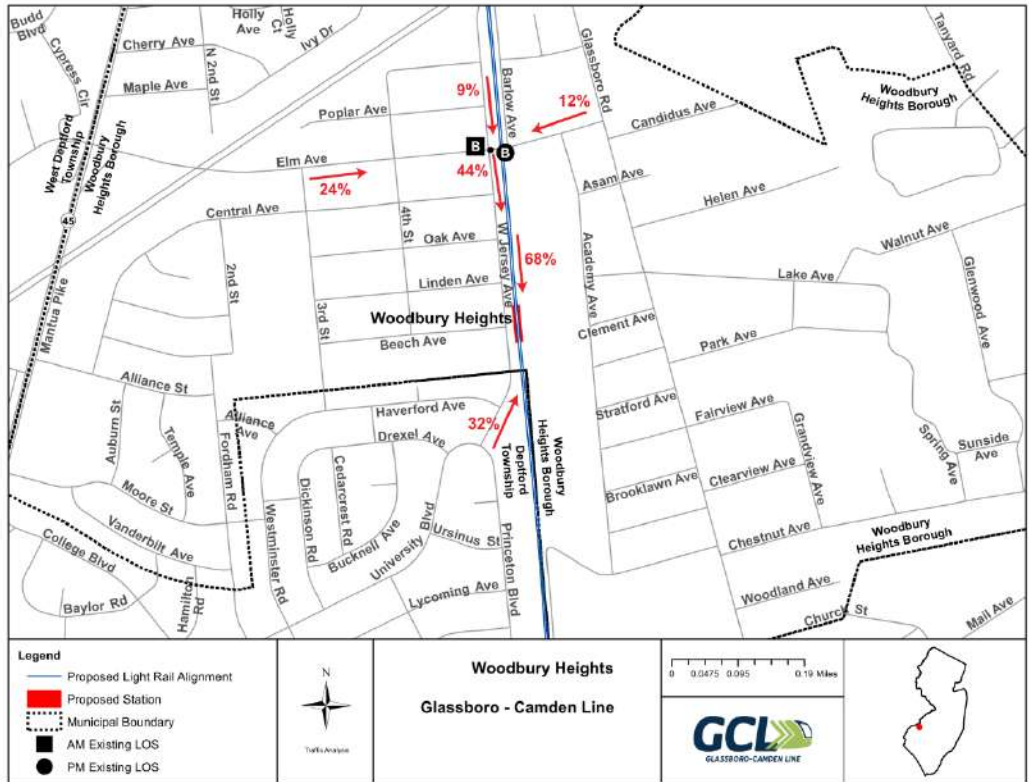 Budd
Blvd
Cypress Cir
Holly
Ave
Holly
Ct
Ivy Dr
Cherry Ave
Maple Ave
N 2nd St
Barlow Ave
Glassboro Rd
Tanyard Rd
Woodbury
Heights Borough
9%
12%
Poplar Ave
Candidus Ave
West Deptford
Township
Woodbury
Heights Borough
B
B
Elm Ave
44%
24%
Asam Ave
Helen Ave
Central Ave
45
4th St
W Jersey Ave
Oak Ave
Academy Ave
Walnut Ave
68%
Mantua Pike
2nd St
Linden Ave
Lake Ave
Glenwood Ave
3rd St
Woodbury Heights
Clement Ave
Beech Ave
Park Ave
Alliance St
Alliance
Ave
Haverford Ave
Stratford Ave
Fairview Ave
32%
Auburn St
Temple Ave
Fordham Rd
Drexel Ave
Deptford
Township
Woodbury
Heights Borough
Grandview Ave
Spring Ave
Sunside
Ave
Cedarcrest Rd
Dickinson Rd
Clearview Ave
Brooklawn Ave
Moore St
Vanderbilt Ave
College Blvd
Westminster Rd
Bucknell Ave
University Blvd
Ursinus St
Princeton Blvd
Chestnut Ave
Woodbury
Heights Borough
Baylor Rd
Hamilton
Rd
Lycoming Ave
Woodland Ave
Church St
Mail Ave
Legend
Proposed Light Rail Alignment
Proposed Station
Municipal Boundary
AM Existing LOS
PM Existing LOS
N
Traffic Analysis
Woodbury Heights
Glassboro - Camden Line
0 0.0475 0.095 0.19 Miles
GCL
GLASSBORO-CAMDEN LINE